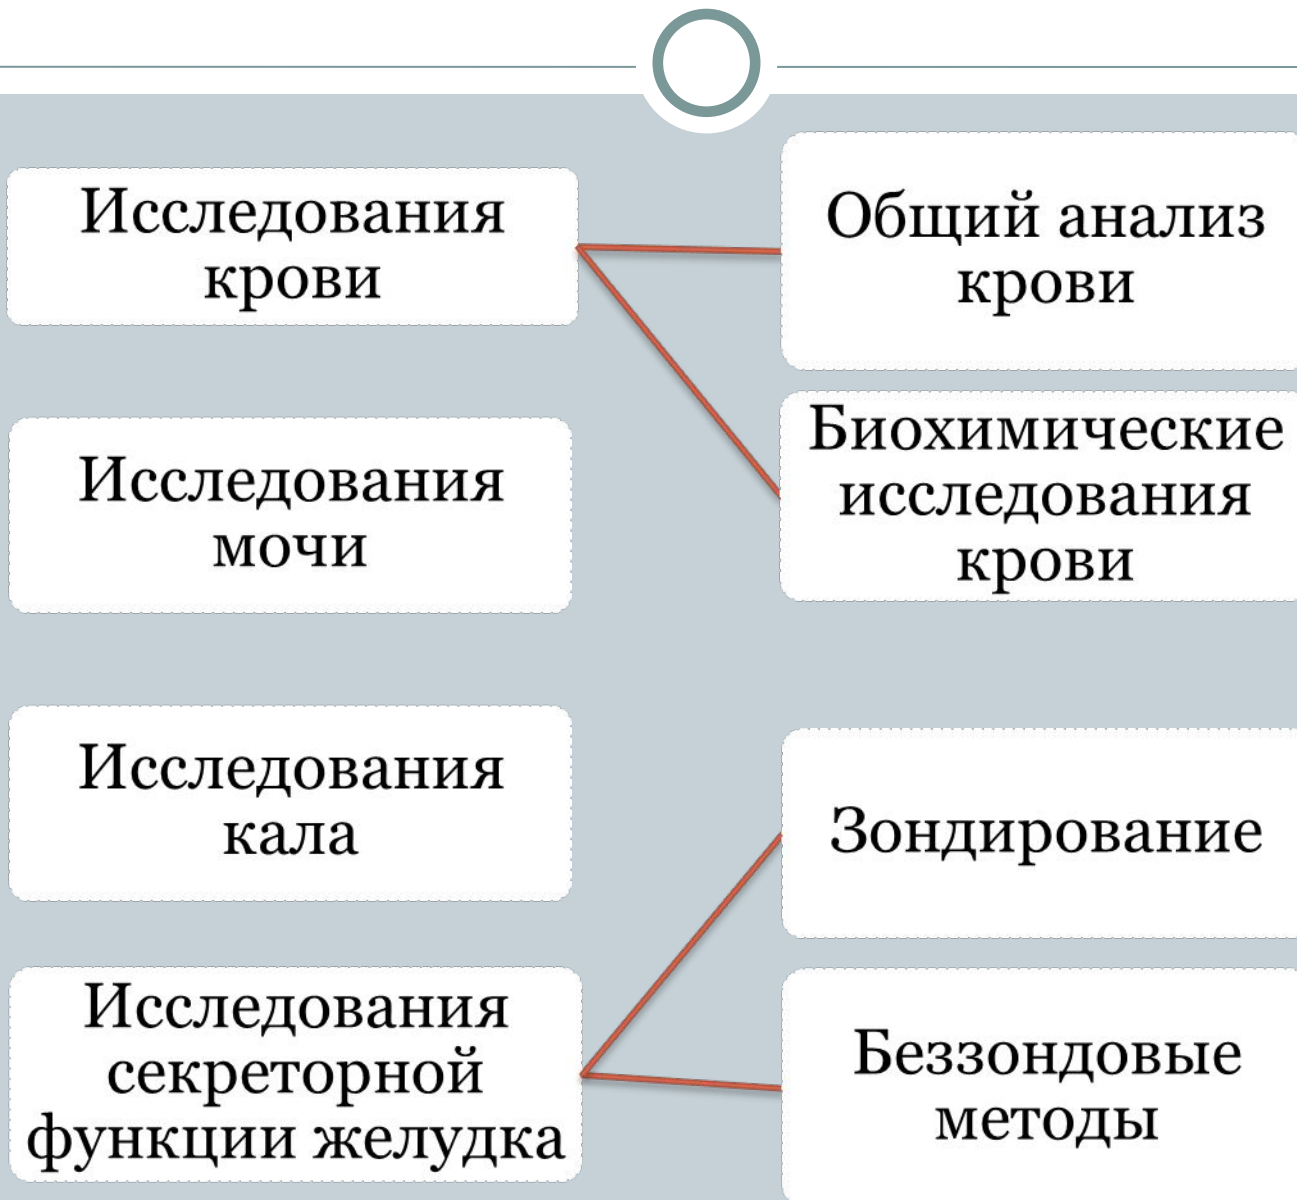 Исследования
крови
Общий анализ
крови
Исследования
мочи
Биохимические
исследования
крови
Исследования
кала
Зондирование
Исследования
секреторной
функции желудка
Беззондовые
методы